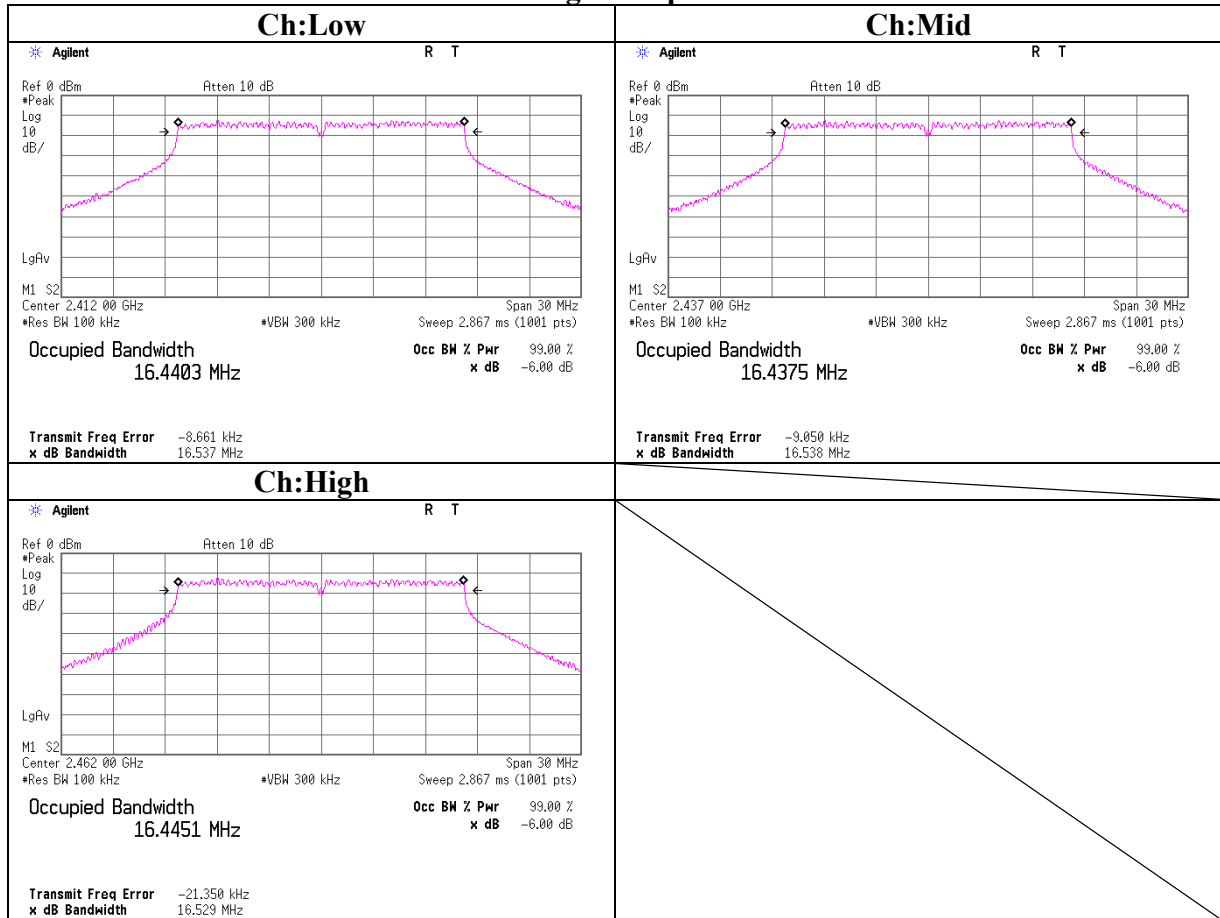 Ch:Low
Agilent R T
Ref 0 dBm Atten 10 dB
#Peak
Log
10
dB/
LgAv
M1 S2
Center 2.412 00 GHz Span 30 MHz
#Res BW 100 kHz #VBW 300 kHz Sweep 2.867 ms (1001 pts)
Occupied Bandwidth Occ BW % Pwr 99.00 %
16.4403 MHz x dB -6.00 dB
Transmit Freq Error -8.661 kHz
x dB Bandwidth 16.537 MHz
Ch:Mid
Agilent R T
Ref 0 dBm Atten 10 dB
#Peak
Log
10
dB/
LgAv
M1 S2
Center 2.437 00 GHz Span 30 MHz
#Res BW 100 kHz #VBW 300 kHz Sweep 2.867 ms (1001 pts)
Occupied Bandwidth Occ BW % Pwr 99.00 %
16.4375 MHz x dB -6.00 dB
Transmit Freq Error -9.050 kHz
x dB Bandwidth 16.538 MHz
Ch:High
Agilent R T
Ref 0 dBm Atten 10 dB
#Peak
Log
10
dB/
LgAv
M1 S2
Center 2.462 00 GHz Span 30 MHz
#Res BW 100 kHz #VBW 300 kHz Sweep 2.867 ms (1001 pts)
Occupied Bandwidth Occ BW % Pwr 99.00 %
16.4451 MHz x dB -6.00 dB
Transmit Freq Error -21.350 kHz
x dB Bandwidth 16.529 MHz